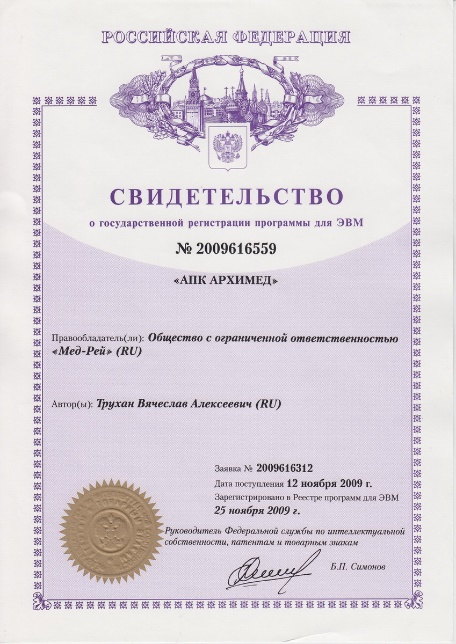 РОССИЙСКАЯ ФЕДЕРАЦИЯ
СВИДЕТЕЛЬСТВО
о государственной регистрации программы для ЭВМ
№ 2009616559
«АПК АРХИМЕД»
Правообладатель(ли): Общество с ограниченной ответственностью
«Мед-Рей» (RU)
Автор(ы): Трухан Вячеслав Алексеевич (RU)
Заявка № 2009616312
Дата поступления 12 ноября 2009 г.
Зарегистрировано в Реестре программ для ЭВМ
25 ноября 2009 г.
Руководитель Федеральной службы по интеллектуальной
собственности, патентам и товарным знакам
Б.П. Симонов